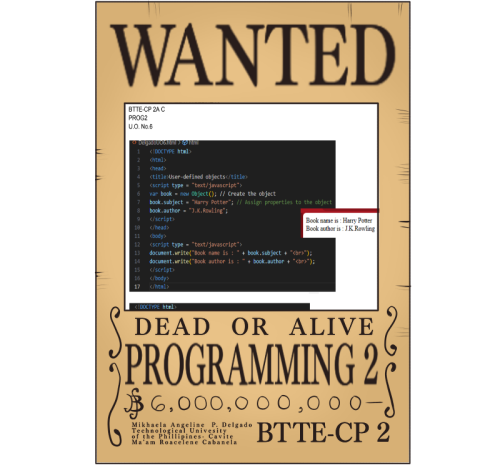 WANTED
BTTE-CP 2A C
PROG2
U.O. No.6
DelgadoUO6.htm > html
1 <!DOCTYPE html>
2 <html>
3 <head>
4 <title>User-defined objects</title>
5 <script type = "text/javascript">
6 var book = new Object(); // Create the object
7 book.subject = "Harry Potter"; // Assign properties to the object
8 book.author = "J.K.Rowling";
9 </script>
10 </head>
11 <body>
12 <script type = "text/javascript">
13 document.write("Book name is : " + book.subject + "<br>");
14 document.write("Book author is : " + book.author + "<br>");
15 </script>
16 </body>
17 </html>
Book name is : Harry Potter
Book author is : J.K.Rowling
<!DOCTYPE html>
DEAD OR ALIVE
PROGRAMMING 2
฿6,000,000,000-
Mikhaela Angeline P. Delgado
Technological Univesity
of the Phillipines- Cavite
Ma'am Roacelene Cabanela
BTTE-CP 2